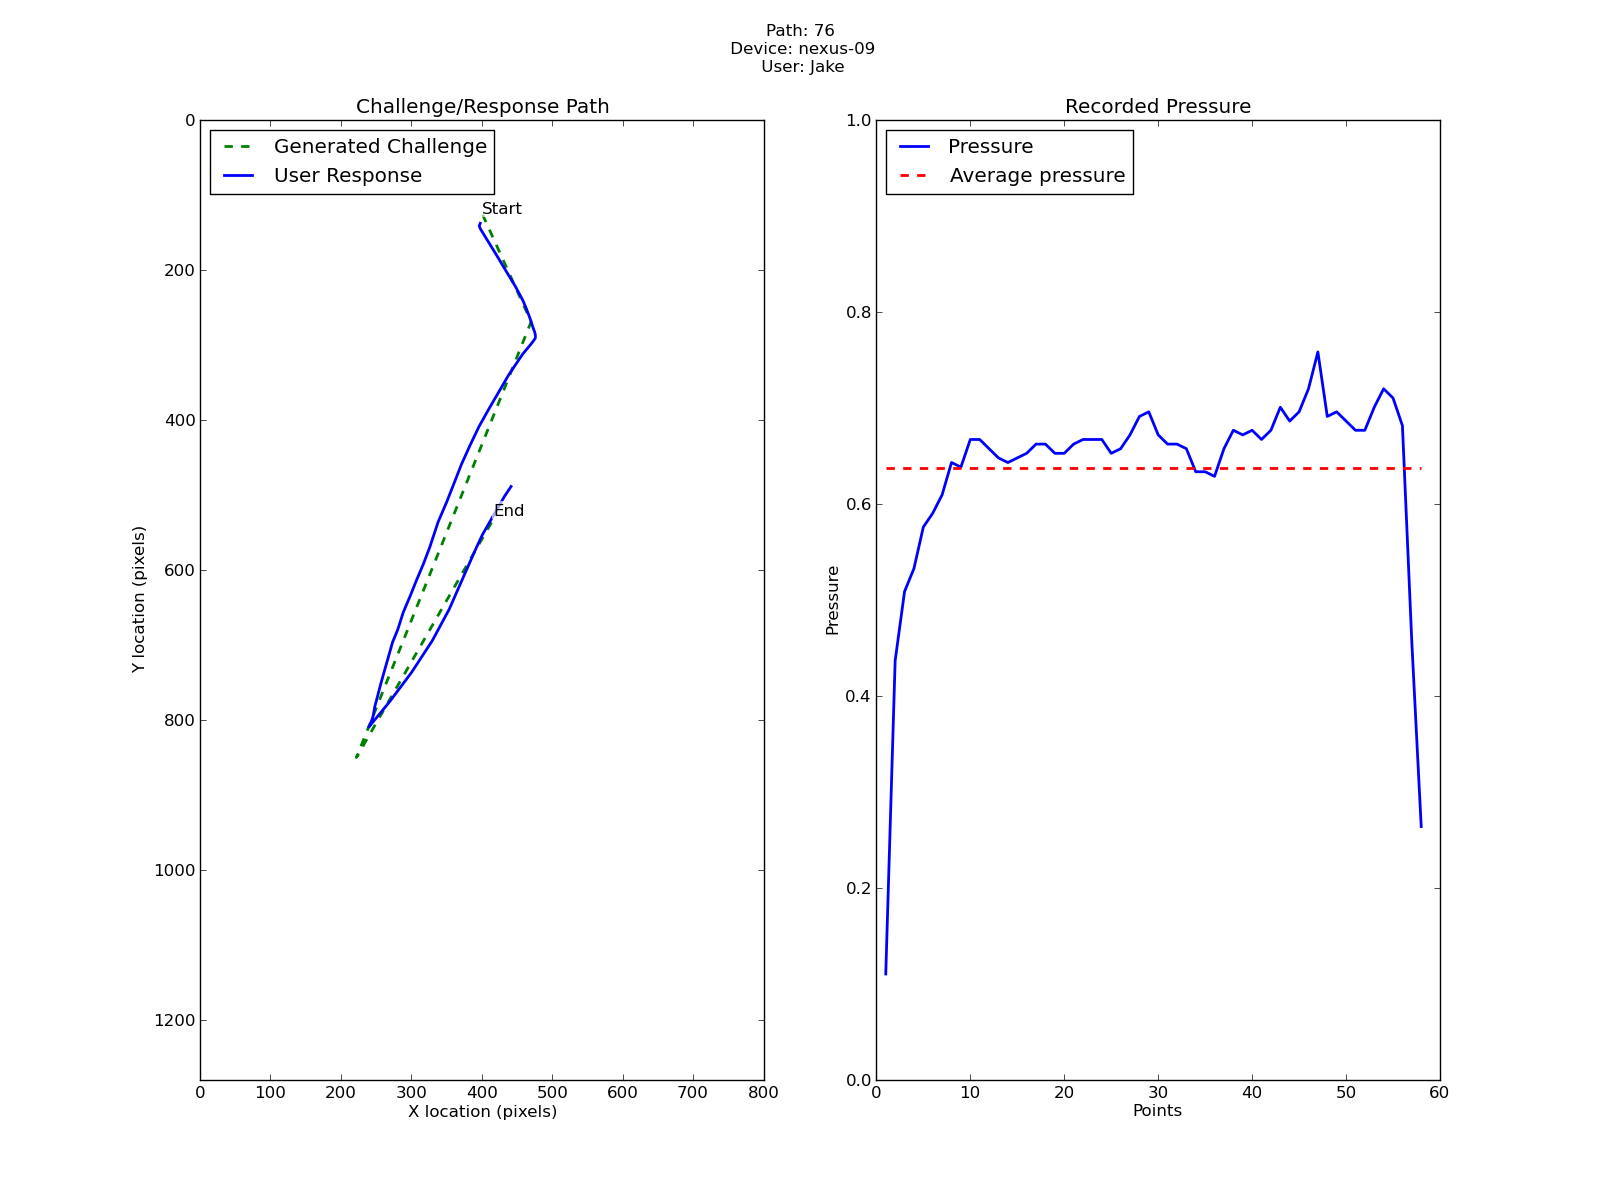 Path: 76
Device: nexus-09
User: Jake
Challenge/Response Path
Generated Challenge
User Response
Start
End
0
200
400
600
800
1000
1200
Y location (pixels)
0 100 200 300 400 500 600 700 800
X location (pixels)
Recorded Pressure
Pressure
Average pressure
1.0
0.8
0.6
0.4
0.2
0.0
Pressure
0 10 20 30 40 50 60
Points